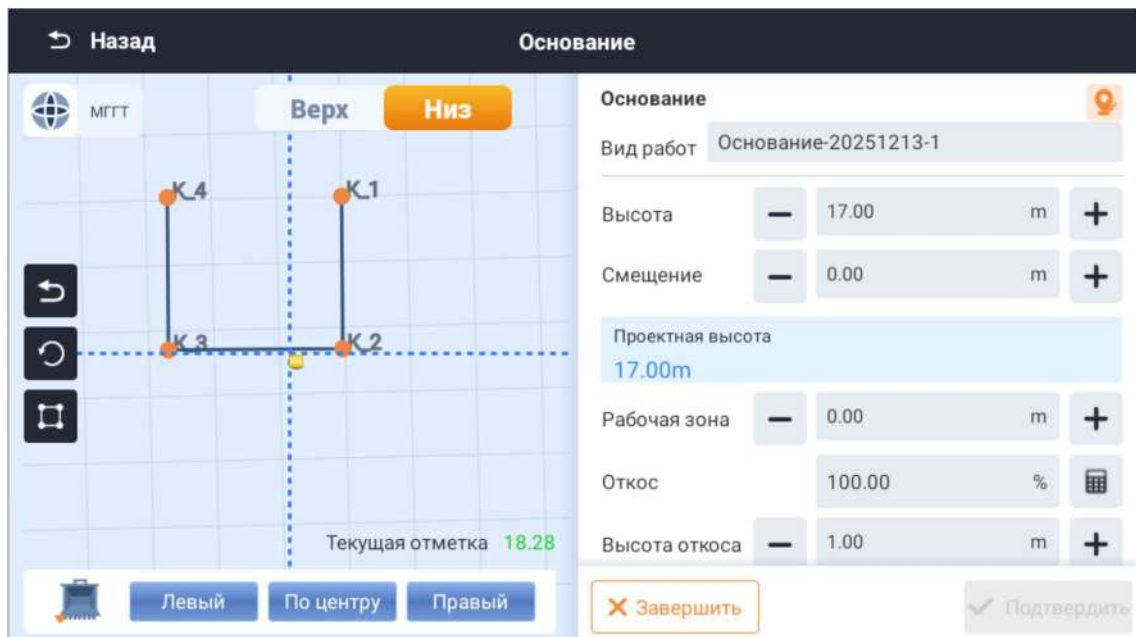 Назад
Основание
МГГТ
Верх
Низ
K_4
K_1
K_3
K_2
Текущая отметка 18.28
Левый
По центру
Правый
Основание
Вид работ Основание-20251213-1
Высота 17.00 m
Смещение 0.00 m
Проектная высота
17.00m
Рабочая зона 0.00 m
Откос 100.00 %
Высота откоса 1.00 m
Завершить
Подтвердить